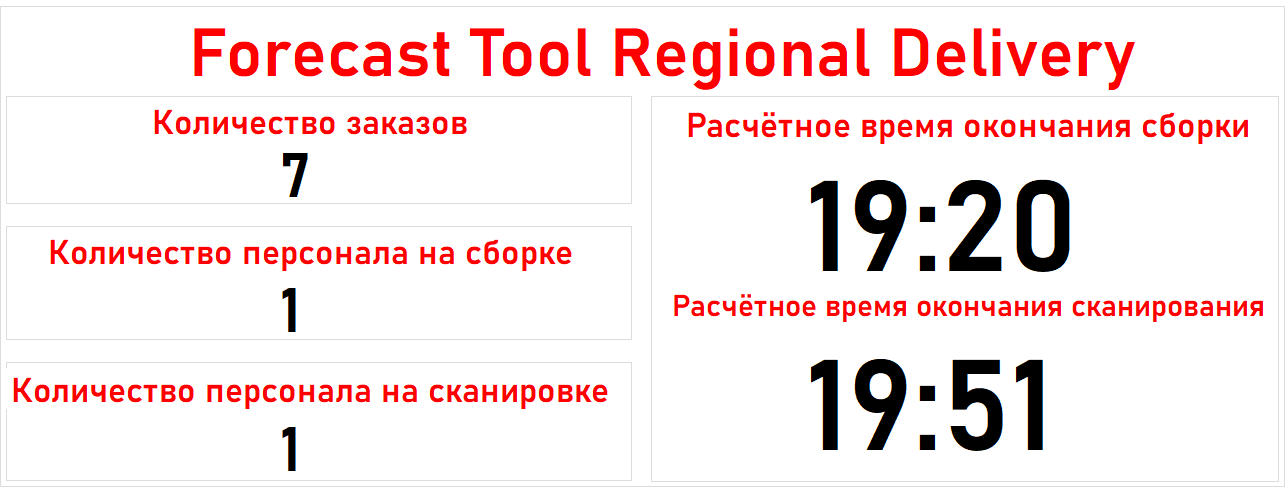 Forecast Tool Regional Delivery
Количество заказов
7
Количество персонала на сборке
1
Количество персонала на сканировке
1
Расчётное время окончания сборки
19:20
Расчётное время окончания сканирования
19:51